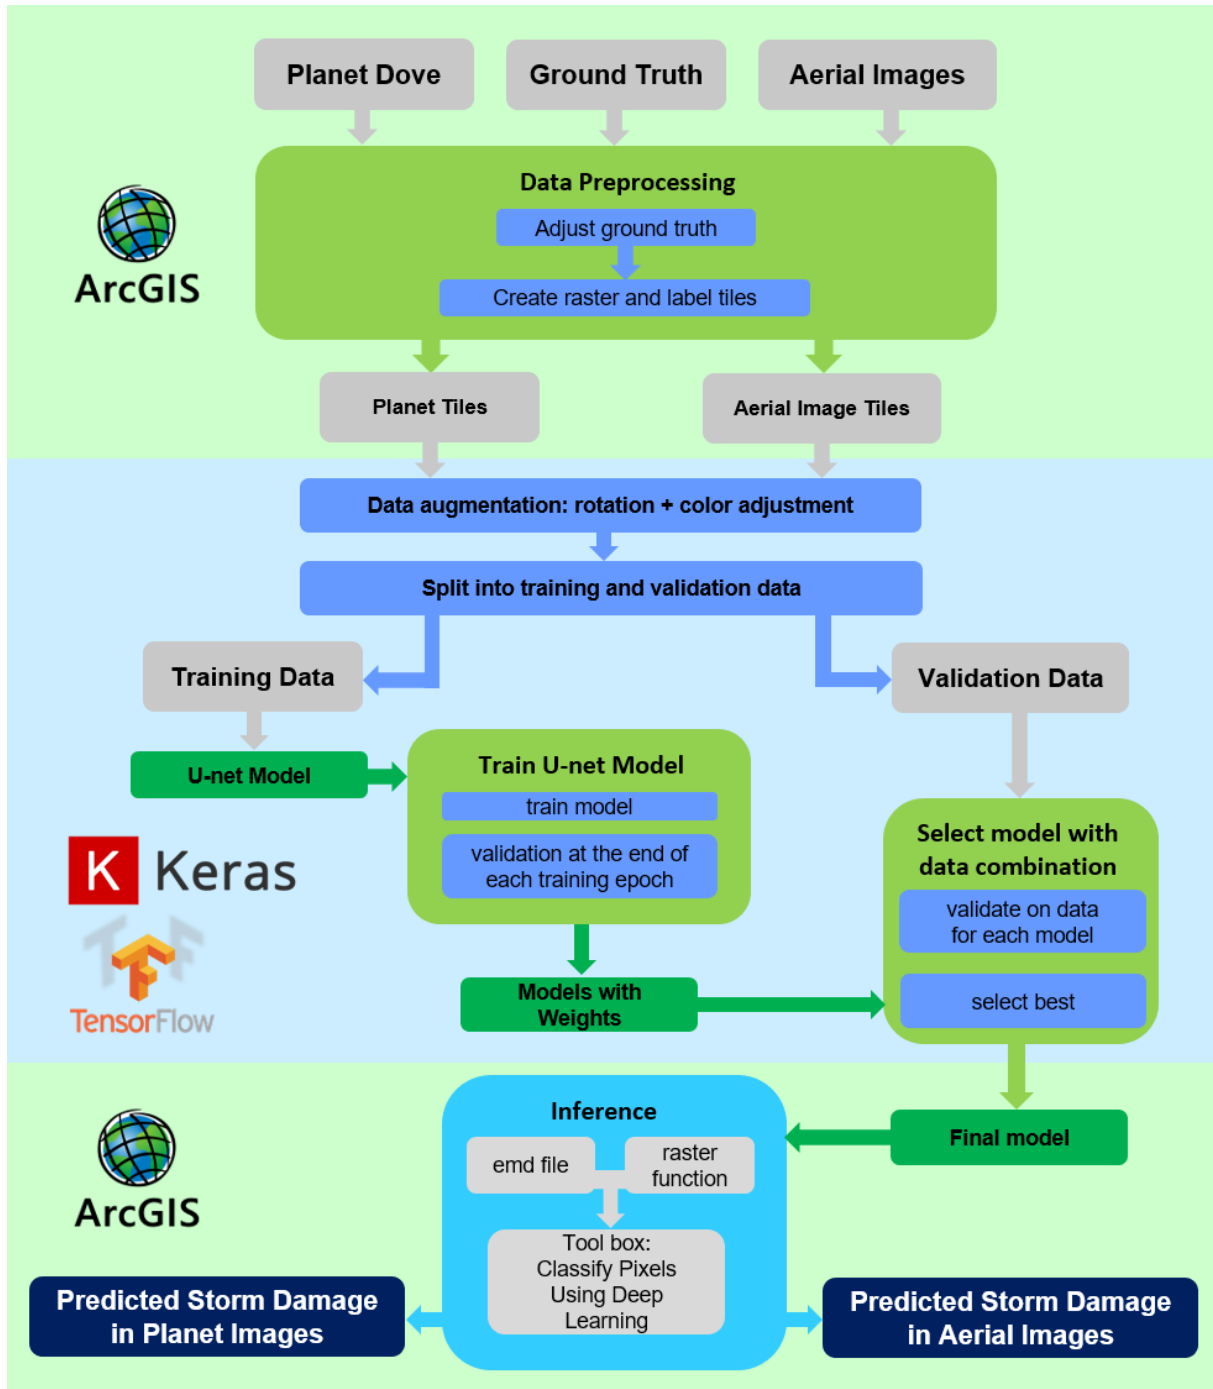 Planet Dove
Ground Truth
Aerial Images
Data Preprocessing
Adjust ground truth
Create raster and label tiles
ArcGIS
Planet Tiles
Aerial Image Tiles
Data augmentation: rotation + color adjustment
Split into training and validation data
Training Data
Validation Data
U-net Model
Train U-net Model
train model
validation at the end of
each training epoch
Select model with
data combination
validate on data
for each model
select best
K Keras
TensorFlow
Models with
Weights
Final model
Inference
emd file
raster
function
Tool box:
Classify Pixels
Using Deep
Learning
ArcGIS
Predicted Storm Damage
in Planet Images
Predicted Storm Damage
in Aerial Images